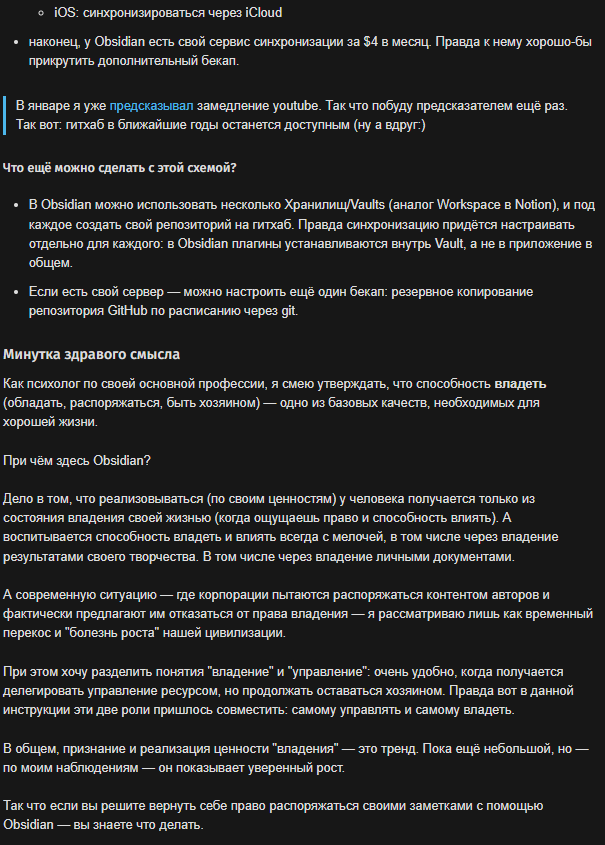 iOS: синхронизироваться через iCloud
наконец, у Obsidian есть свой сервис синхронизации за $4 в месяц. Правда к нему хорошо-бы
прикрутить дополнительный бекап.
В январе я уже предсказывал замедление youtube. Так что побуду предсказателем ещё раз.
Так вот: гитхаб в ближайшие годы останется доступным (ну а вдруг:)
Что ещё можно сделать с этой схемой?
В Obsidian можно использовать несколько Хранилищ/Vaults (аналог Workspace в Notion), и под
каждое создать свой репозиторий на гитхаб. Правда синхронизацию придётся настраивать
отдельно для каждого: в Obsidian плагины устанавливаются внутрь Vault, а не в приложение в
общем.
Если есть свой сервер — можно настроить ещё один бекап: резервное копирование
репозитория GitHub по расписанию через git.
Минутка здравого смысла
Как психолог по своей основной профессии, я смею утверждать, что способность владеть
(обладать, распоряжаться, быть хозяином) — одно из базовых качеств, необходимых для
хорошей жизни.
При чём здесь Obsidian?
Дело в том, что реализовываться (по своим ценностям) у человека получается только из
состояния владения своей жизнью (когда ощущаешь право и способность влиять). А
воспитывается способность владеть и влиять всегда с мелочей, в том числе через владение
результатами своего творчества. В том числе через владение личными документами.
А современную ситуацию — где корпорации пытаются распоряжаться контентом авторов и
фактически предлагают им отказаться от права владения — я рассматриваю лишь как временный
перекос и "болезнь роста" нашей цивилизации.
При этом хочу разделить понятия "владение" и "управление": очень удобно, когда получается
делегировать управление ресурсом, но продолжать оставаться хозяином. Правда вот в данной
инструкции эти две роли пришлось совместить: самому управлять и самому владеть.
В общем, признание и реализация ценности "владения" — это тренд. Пока ещё небольшой, но —
по моим наблюдениям — он показывает уверенный рост.
Так что если вы решите вернуть себе право распоряжаться своими заметками с помощью
Obsidian — вы знаете что делать.